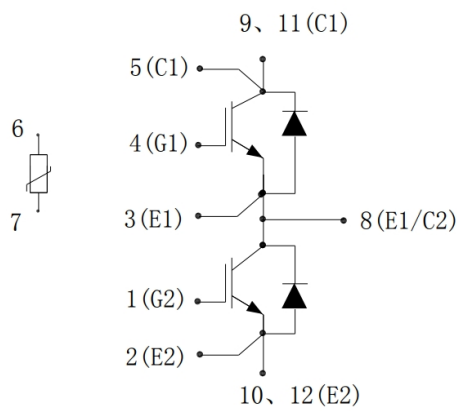 9、11(C1)
5(C1)
6
4(G1)
7
3(E1)
8(E1/C2)
1(G2)
2(E2)
10、12(E2)